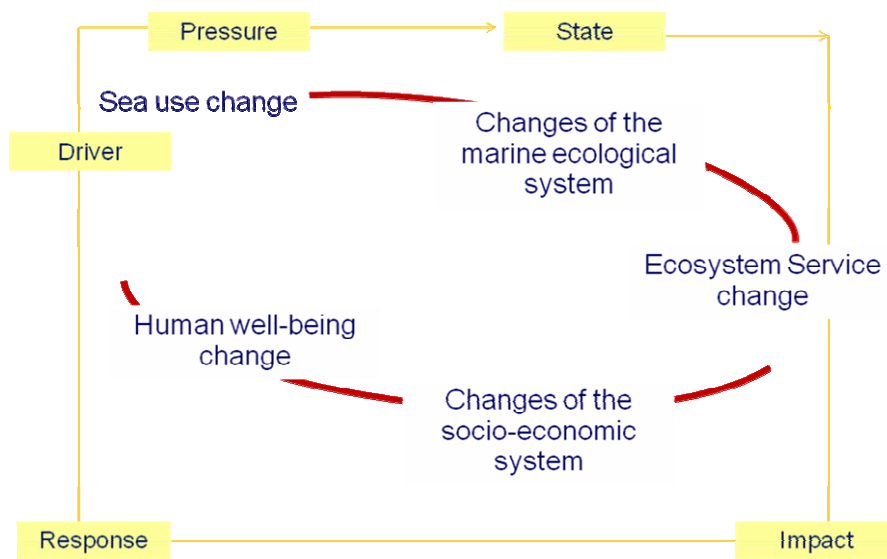 Pressure
State
Sea use change
Changes of the
marine ecological
system
Driver
Ecosystem Service
change
Human well-being
change
Changes of the
socio-economic
system
Response
Impact